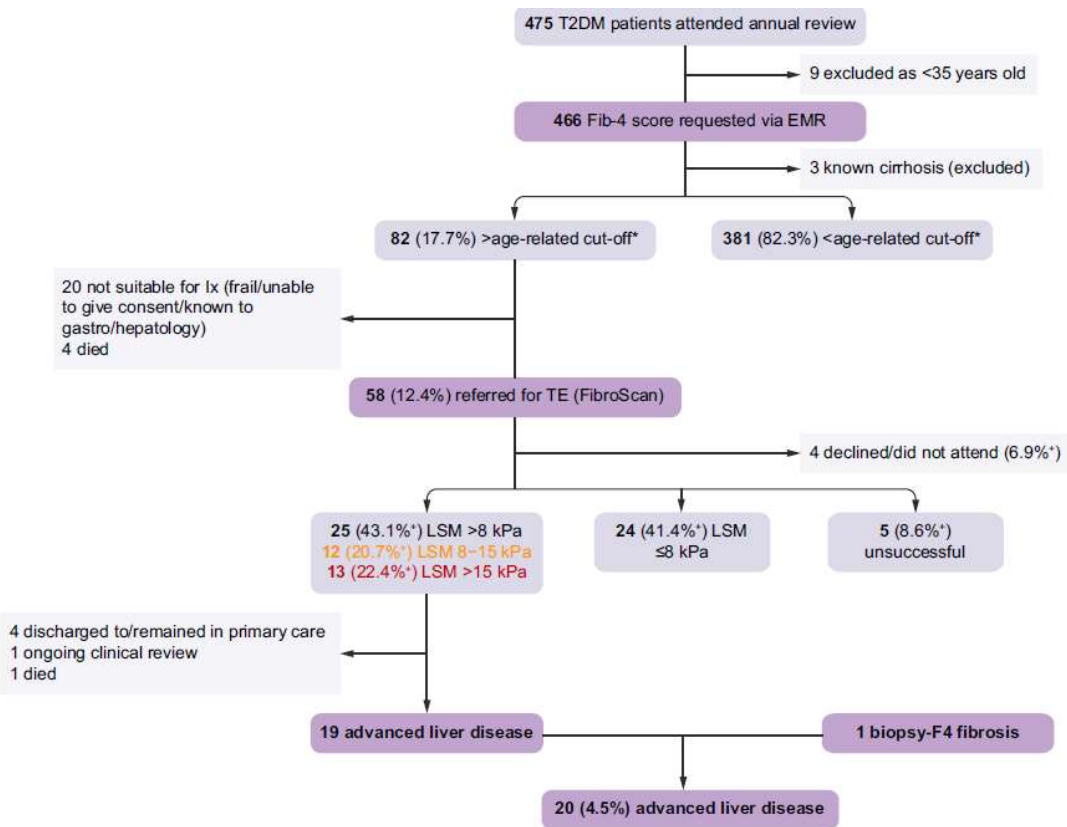 475 T2DM patients attended annual review
9 excluded as <35 years old
466 Fib-4 score requested via EMR
3 known cirrhosis (excluded)
82 (17.7%) >age-related cut-off*
381 (82.3%) <age-related cut-off*
20 not suitable for Ix (frail/unable
to give consent/known to
gastro/hepatology)
4 died
58 (12.4%) referred for TE (FibroScan)
4 declined/did not attend (6.9%⁺)
25 (43.1%⁺) LSM >8 kPa
12 (20.7%⁺) LSM 8–15 kPa
13 (22.4%⁺) LSM >15 kPa
24 (41.4%⁺) LSM
≤8 kPa
5 (8.6%⁺)
unsuccessful
4 discharged to/remained in primary care
1 ongoing clinical review
1 died
19 advanced liver disease
1 biopsy-F4 fibrosis
20 (4.5%) advanced liver disease